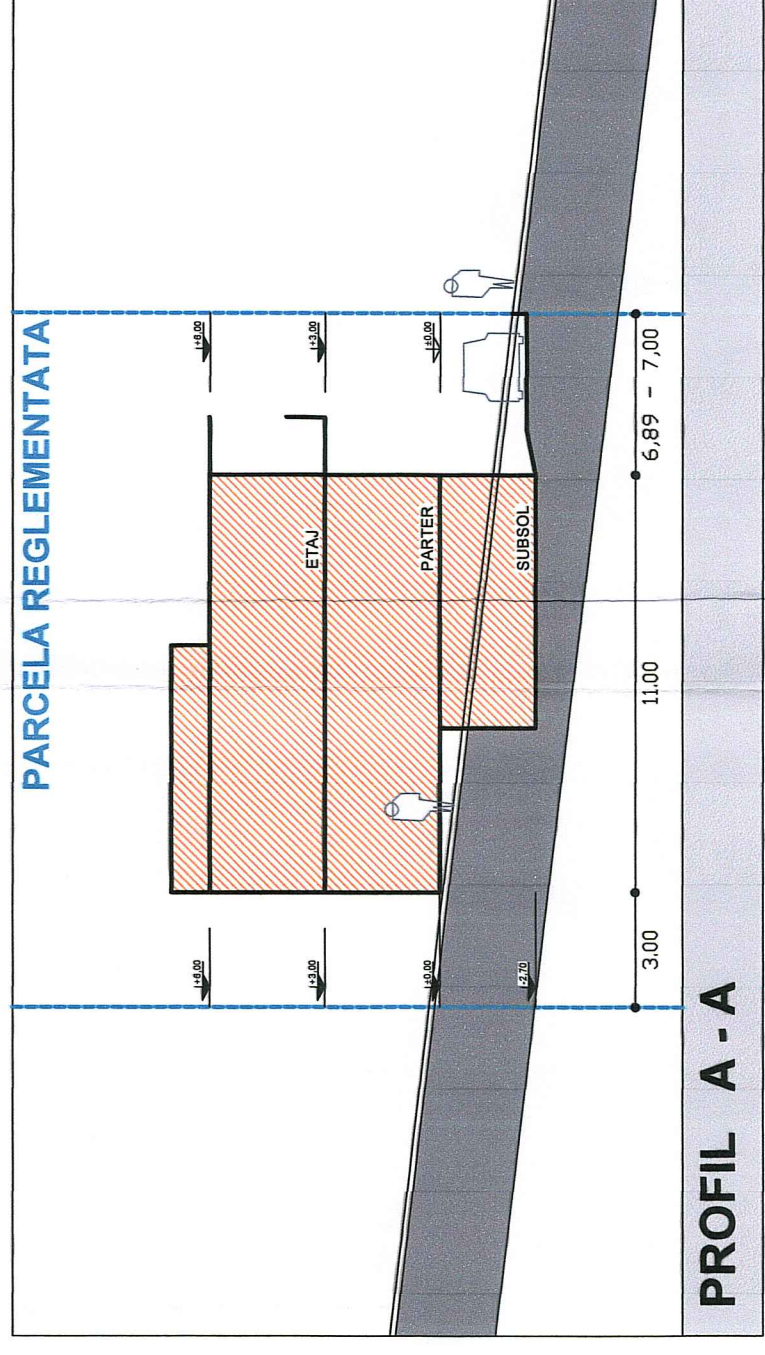 PARCELA REGLEMENTATA
+6,00
+6,00
+3,00
+3,00
±0,00
±0,00
-2,70
ETAJ
PARTER
SUBSOL
3.00
11.00
6,89 - 7,00
PROFIL A - A